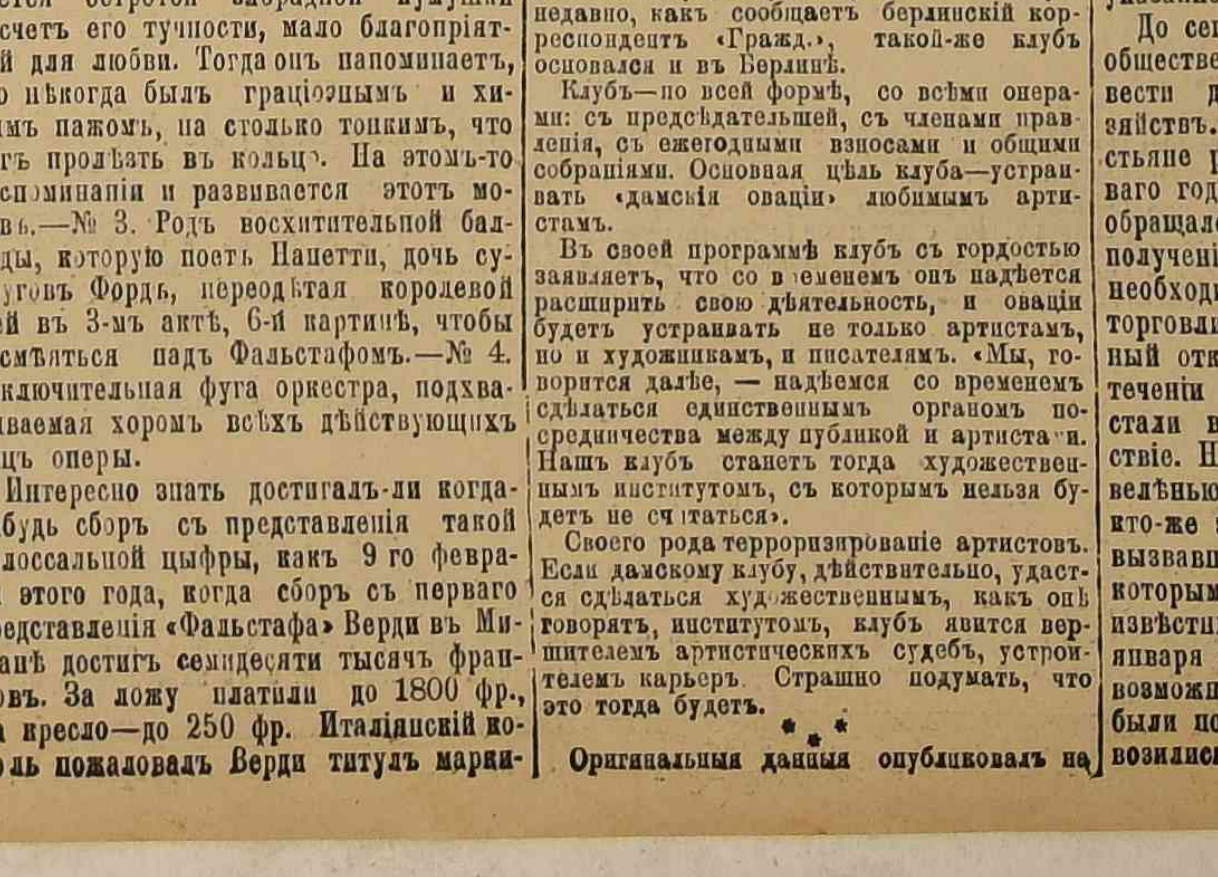 счетъ его тучности, мало благопріят-
й для любви. Тогда онъ напоминаетъ,
о нѣкогда былъ граціознымъ и хи-
ымъ пажомъ, на столько тонкимъ, что
гъ пролѣзть въ кольцо. На этомъ-то
споминаніи и развивается этотъ мо-
въ.—№ 3. Родъ восхитительной бал-
ды, которую поетъ Нанетти, дочь су-
уговъ Фордъ, переодѣтая королевой
ей въ 3-мъ актѣ, 6-й картинѣ, чтобы
смѣяться надъ Фальстафомъ.—№ 4.
ключительная фуга оркестра, подхва-
ываемая хоромъ всѣхъ дѣйствующихъ
цъ оперы.
Интересно знать достигалъ-ли когда-
будь сборъ съ представленія такой
лоссальной цыфры, какъ 9 го февра-
этого года, когда сборъ съ перваго
редставленія «Фальстафа» Верди въ Ми-
анѣ достигъ семидесяти тысячъ фран-
овъ. За ложу платили до 1800 фр.,
а кресло—до 250 фр. Италіянскій ко-
оль пожаловалъ Верди титулъ марки-
недавно, какъ сообщаетъ берлинскій кор-
респондентъ «Гражд.», такой-же клубъ
основался и въ Берлинѣ.
Клубъ—по всей формѣ, со всѣми онера-
ми: съ предсѣдательшей, съ членами прав-
ленія, съ ежегодными взносами и общими
собраніями. Основная цѣль клуба—устраи-
вать «дамскія оваціи» любимымъ арти-
стамъ.
Въ своей программѣ клубъ съ гордостью
заявляетъ, что со в еменемъ онъ надѣется
расширить свою дѣятельность, и оваціи
будетъ устраивать не только артистамъ,
но и художникамъ, и писателямъ. «Мы, го-
ворится далѣе, — надѣемся со временемъ
сдѣлаться единственнымъ органомъ по-
средничества между публикой и артистами.
Нашъ клубъ станетъ тогда художествен-
нымъ институтомъ, съ которымъ нельзя бу-
детъ не считаться».
Своего рода терроризированіе артистовъ.
Если дамскому клубу, дѣйствительно, удаст-
ся сдѣлаться художественнымъ, какъ онѣ
говорятъ, институтомъ, клубъ явится вер-
шителемъ артистическихъ судебъ, устрои-
телемъ карьеръ. Страшно подумать, что
это тогда будетъ.
* * *
Оригинальныя данныя опубликовалъ на
До сег
обществе
вести д
зяйствъ.
стьяне р
ваго год
обращал
получені
необходи
торговли
ный отк
теченіи
стали в
ствіе. Н
велѣнью
кто-же
вызвавш
которым
извѣстн
января
возможн
были по
возилис